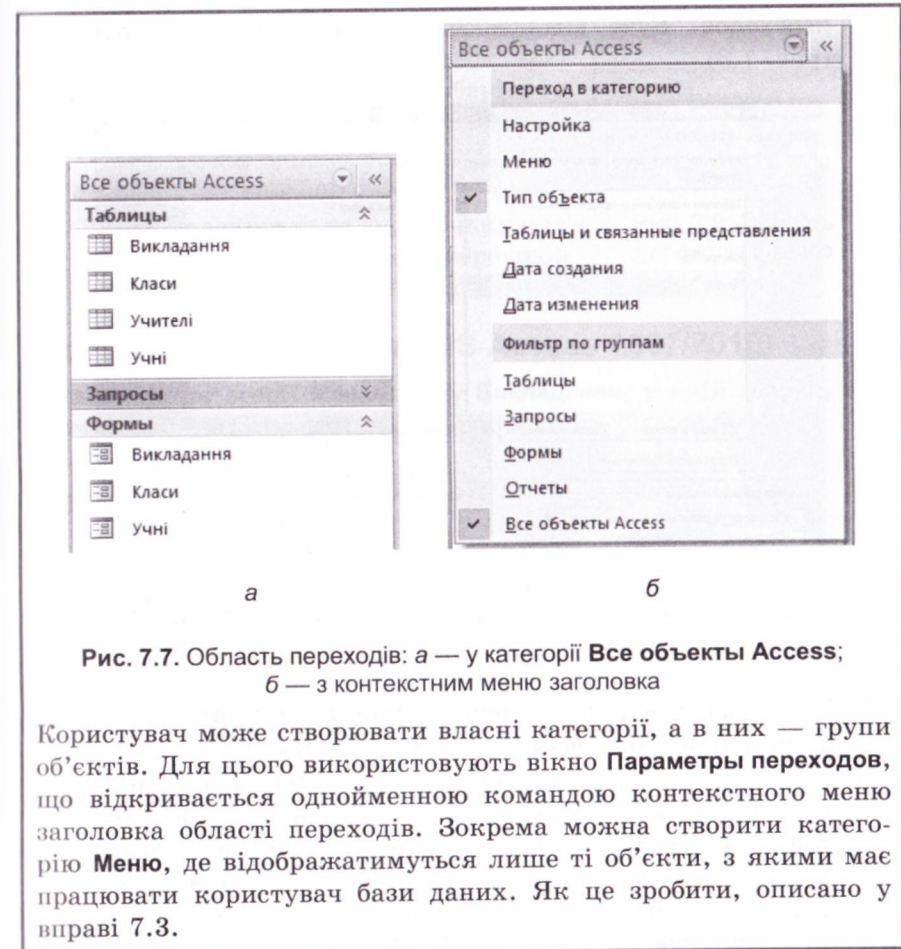 Все объекты Access
Таблицы
Викладання
Класи
Учителі
Учні
Запросы
Формы
Викладання
Класи
Учні
а
Все объекты Access
Переход в категорию
Настройка
Меню
Тип объекта
Таблицы и связанные представления
Дата создания
Дата изменения
Фильтр по группам
Таблицы
Запросы
Формы
Отчеты
Все объекты Access
б
Рис. 7.7. Область переходів: а — у категорії Все объекты Access;
б — з контекстним меню заголовка
Користувач може створювати власні категорії, а в них — групи
об’єктів. Для цього використовують вікно Параметры переходов,
що відкривається однойменною командою контекстного меню
заголовка області переходів. Зокрема можна створити катего-
рію Меню, де відображатимуться лише ті об’єкти, з якими має
працювати користувач бази даних. Як це зробити, описано у
вправі 7.3.